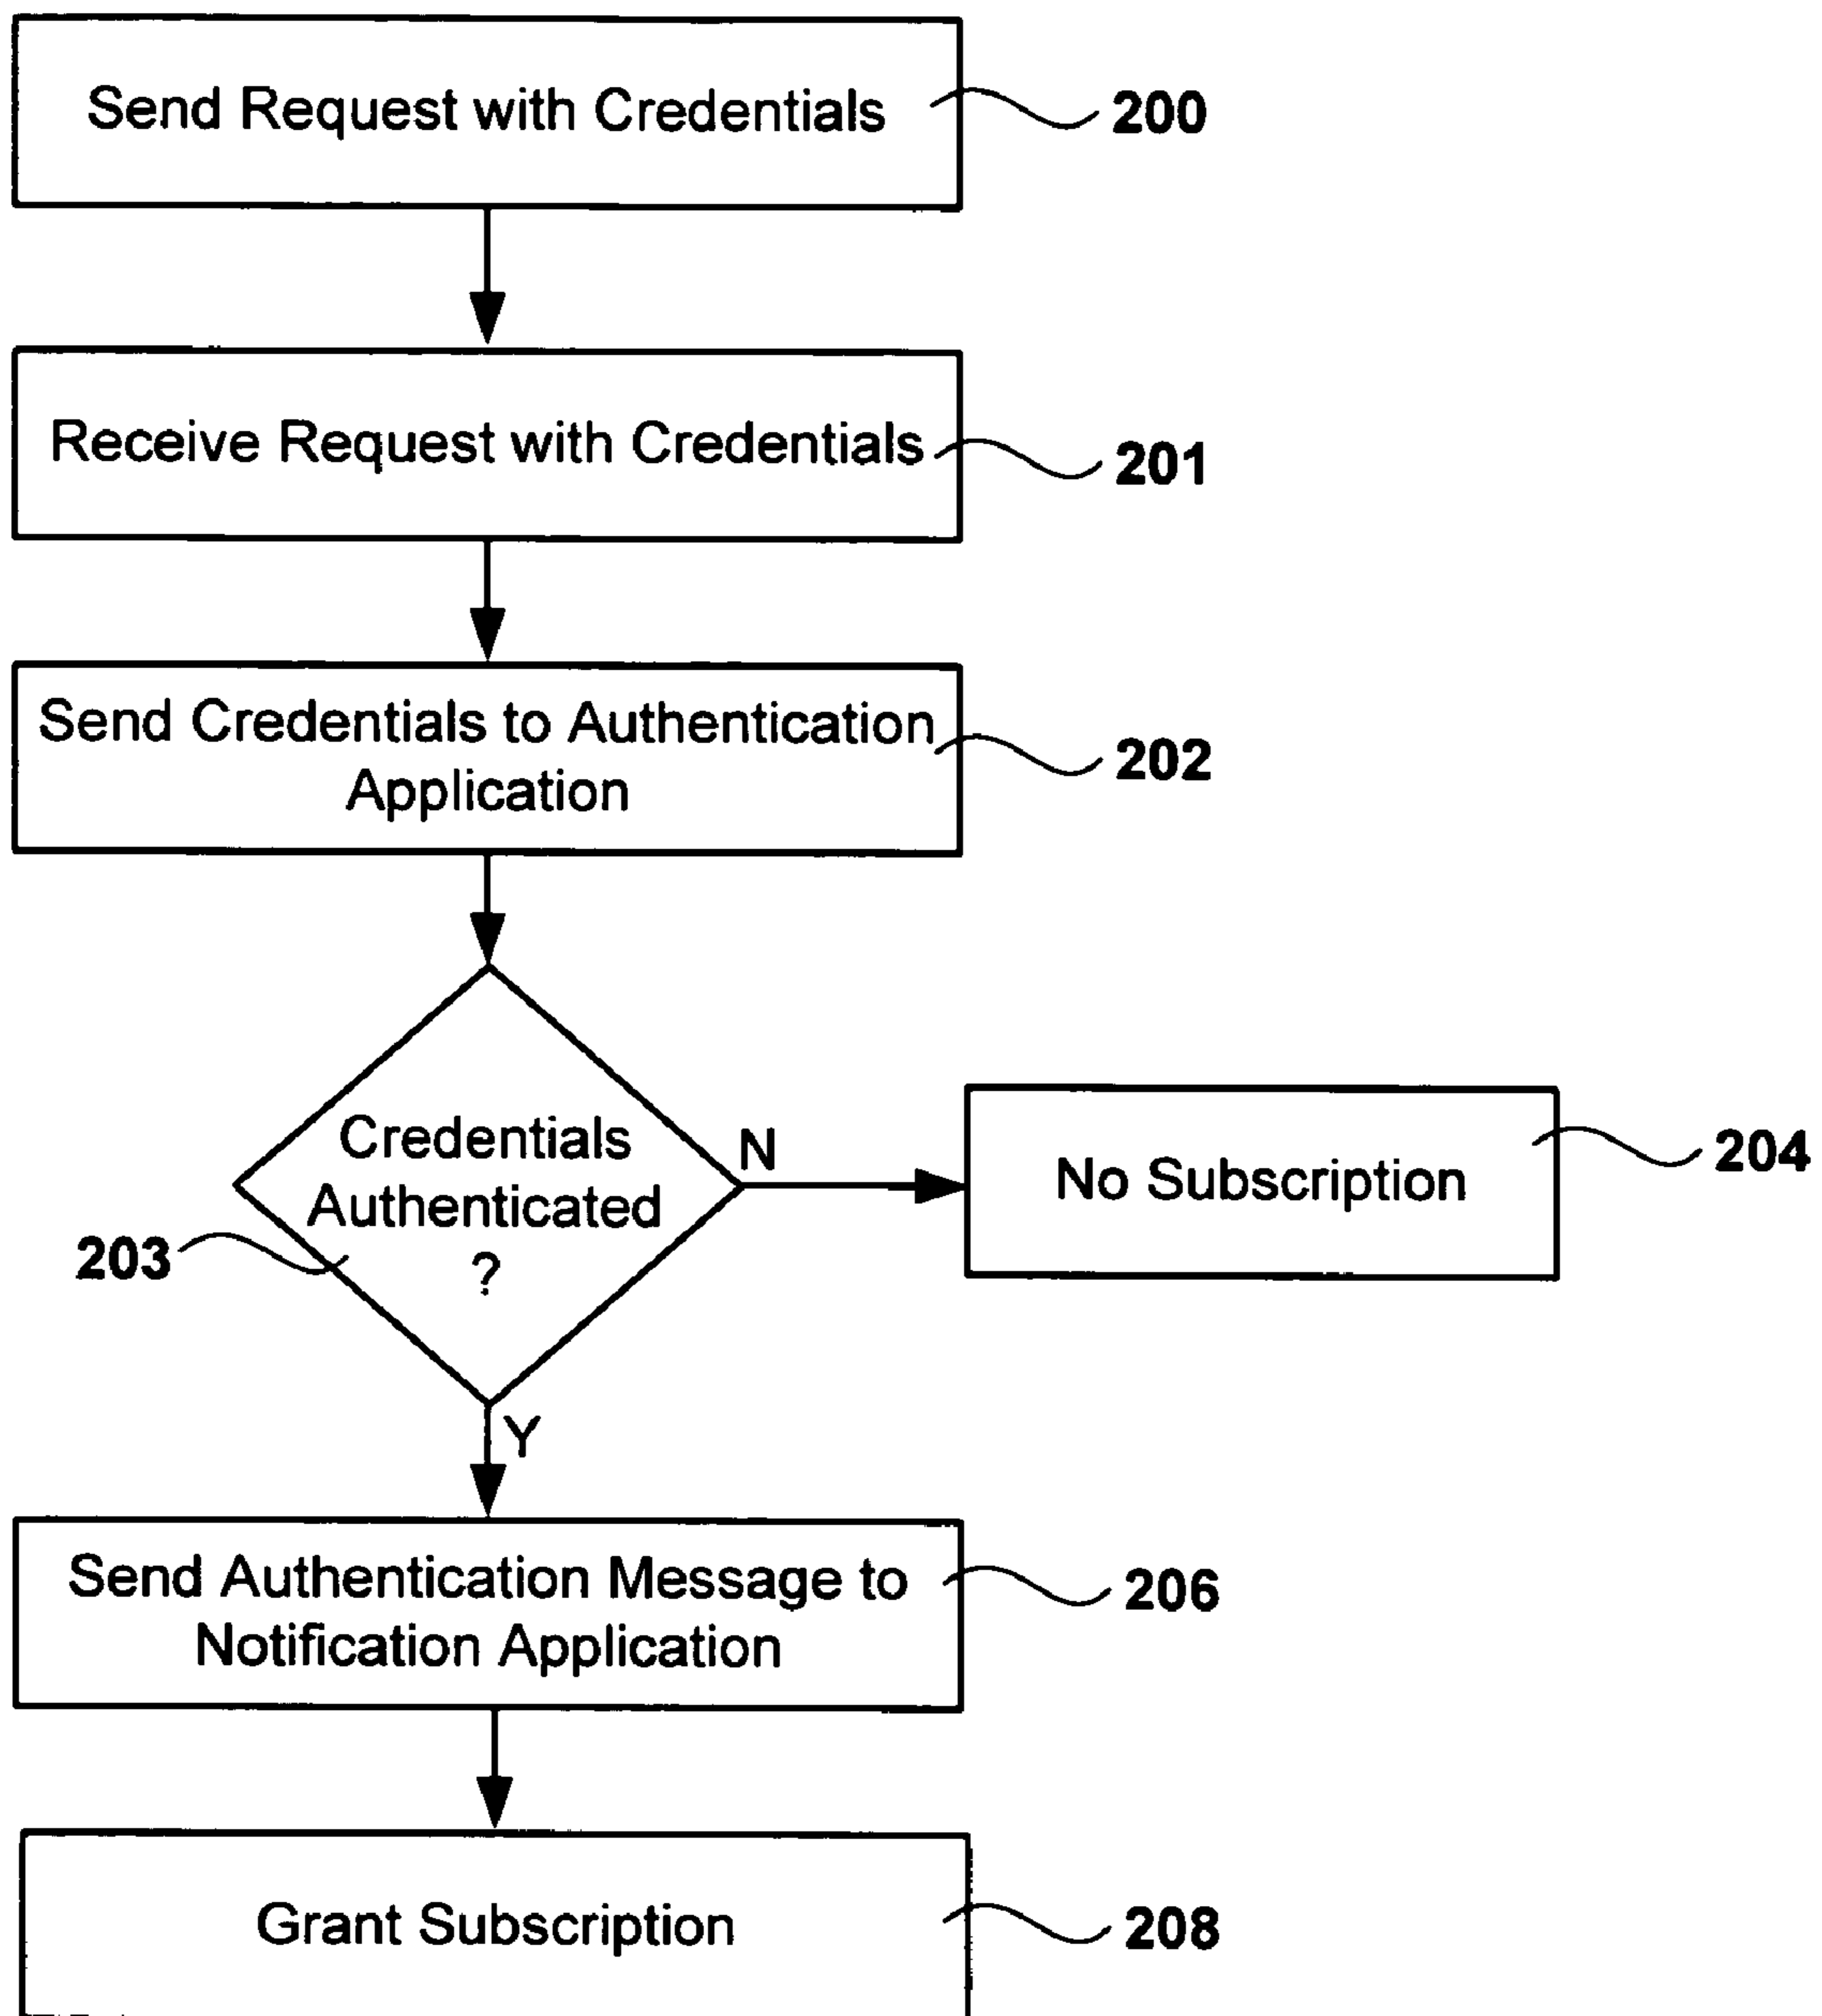 Send Request with Credentials
200
Receive Request with Credentials
201
Send Credentials to Authentication
Application
202
Credentials
Authenticated
?
203
N
No Subscription
204
Y
Send Authentication Message to
Notification Application
206
Grant Subscription
208